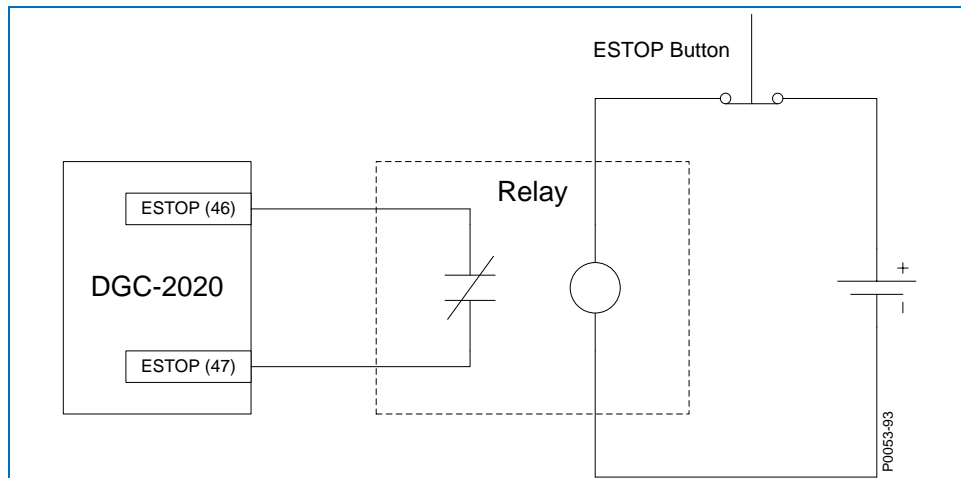 ESTOP Button
Relay
ESTOP (46)
DGC-2020
ESTOP (47)
+
–
P0053-93